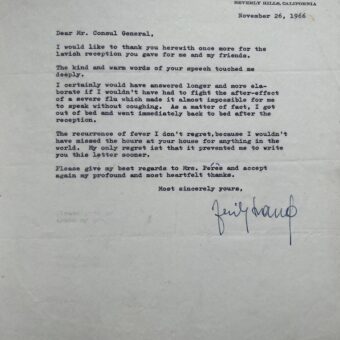 BEVERLY HILLS, CALIFORNIA
November 26, 1966
Dear Mr. Consul General,
I would like to thank you herewith once more for the
lavish reception you gave for me and my friends.
The kind and warm words of your speech touched me
deeply.
I certainly would have answered longer and more ela-
borate if I wouldn't have had to fight the after-effect
of a severe flu which made it almost impossible for me
to speak without coughing. As a matter of fact, I got
out of bed and went immediately back to bed after the
reception.
The recurrence of fever I don't regret,because I wouldn't
have missed the hours at your house for anything in the
world. My only regret ist that it prevented me to write
you this letter sooner.
Please give my best regards to Mrs. and accept
again my profound and most heartfelt thanks.
Most sincerely yours,
Fritz Lang